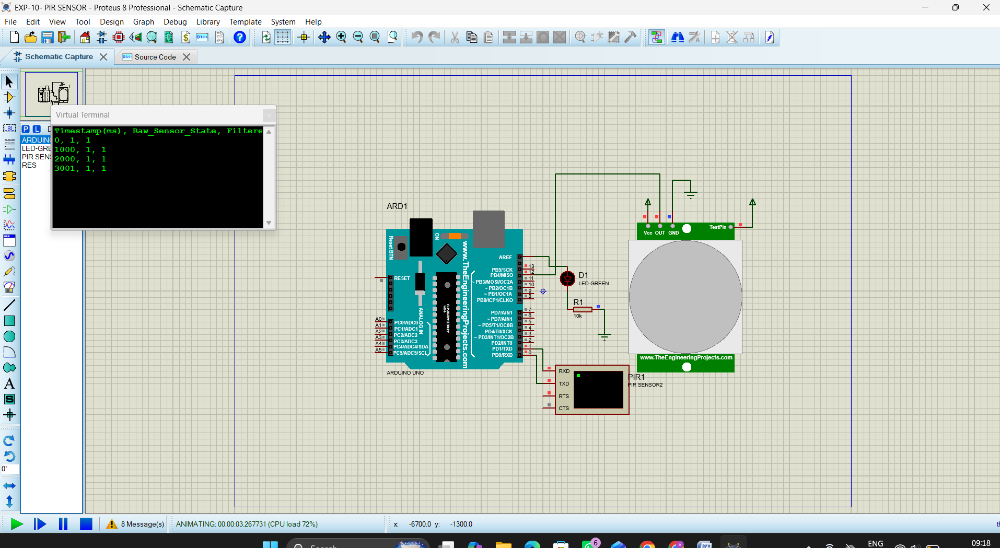 EXP-10- PIR SENSOR - Proteus 8 Professional - Schematic Capture
File Edit View Tool Design Graph Debug Library Template System Help
Schematic Capture
Source Code
Virtual Terminal
Timestamp(ms), Raw_Sensor_State, Filtere
0, 1, 1
1000, 1, 1
2000, 1, 1
3001, 1, 1
P L
ARDUIN
LED-GRE
PIR SEN
RES
LBL
A
S
0°
ARD1
Reset BTN
ON
www.TheEngineeringProjects.com
AREF
PB5/SCK 13
PB4/MISO 12
~ PB3/MOSI/OC2A 11
~ PB2/OC1B 10
~ PB1/OC1A 9
PB0/ICP1/CLKO 8
PD7/AIN1 7
~ PD7/AIN1 6
~ PD5/T1/OC0B 5
PD4/T0/XCK 4
~ PD3/INT1/OC2B 3
PD2/INT0 2
PD1/TXD 1
PD0/RXD 0
RESET
ANALOG IN
1121
ATMEGA328P-PU
A0 PC0/ADC0
A1 PC1/ADC1
A2 PC2/ADC2
A3 PC3/ADC3
A4 PC4/ADC4/SDA
A5 PC5/ADC5/SCL
ARDUINO UNO
D1
LED-GREEN
R1
10k
RXD
TXD
RTS
CTS
Vcc OUT GND
TestPin
www.TheEngineeringProjects.com
PIR1
PIR SENSOR2
8 Message(s)
ANIMATING: 00:00:03.267731 (CPU load 72%)
x: -6700.0 y: -1300.0
Search
6
ENG
09:18